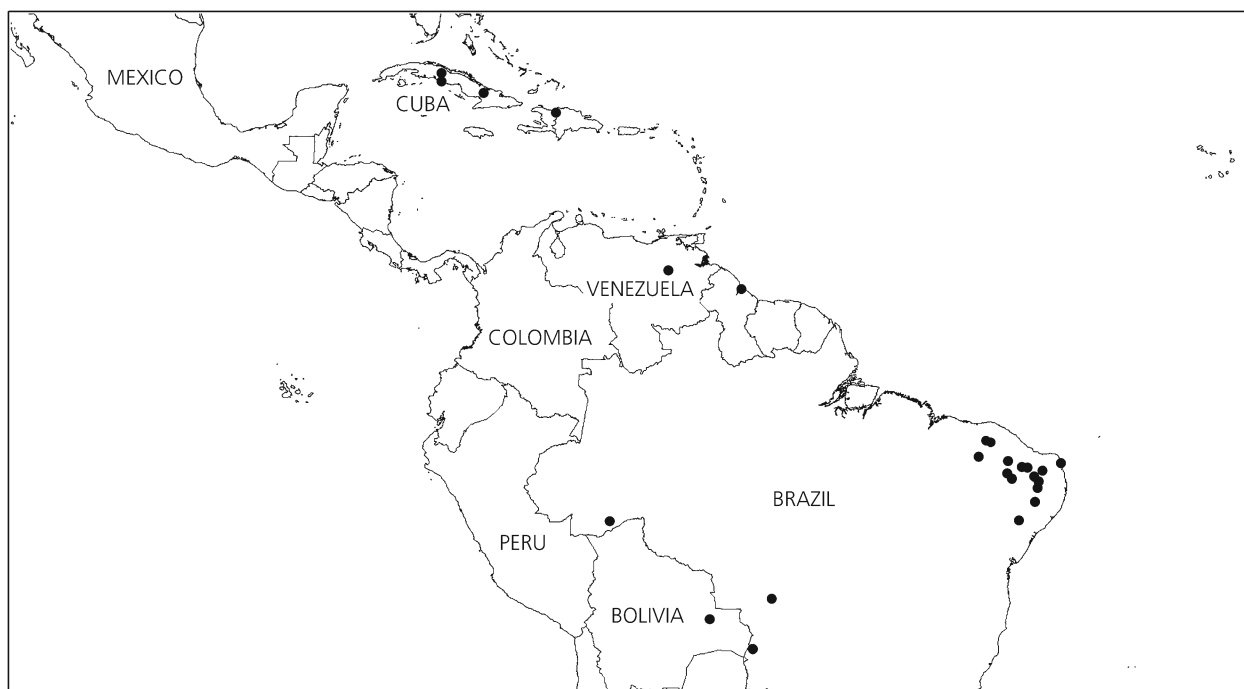 MEXICO
CUBA
VENEZUELA
COLOMBIA
BRAZIL
PERU
BOLIVIA